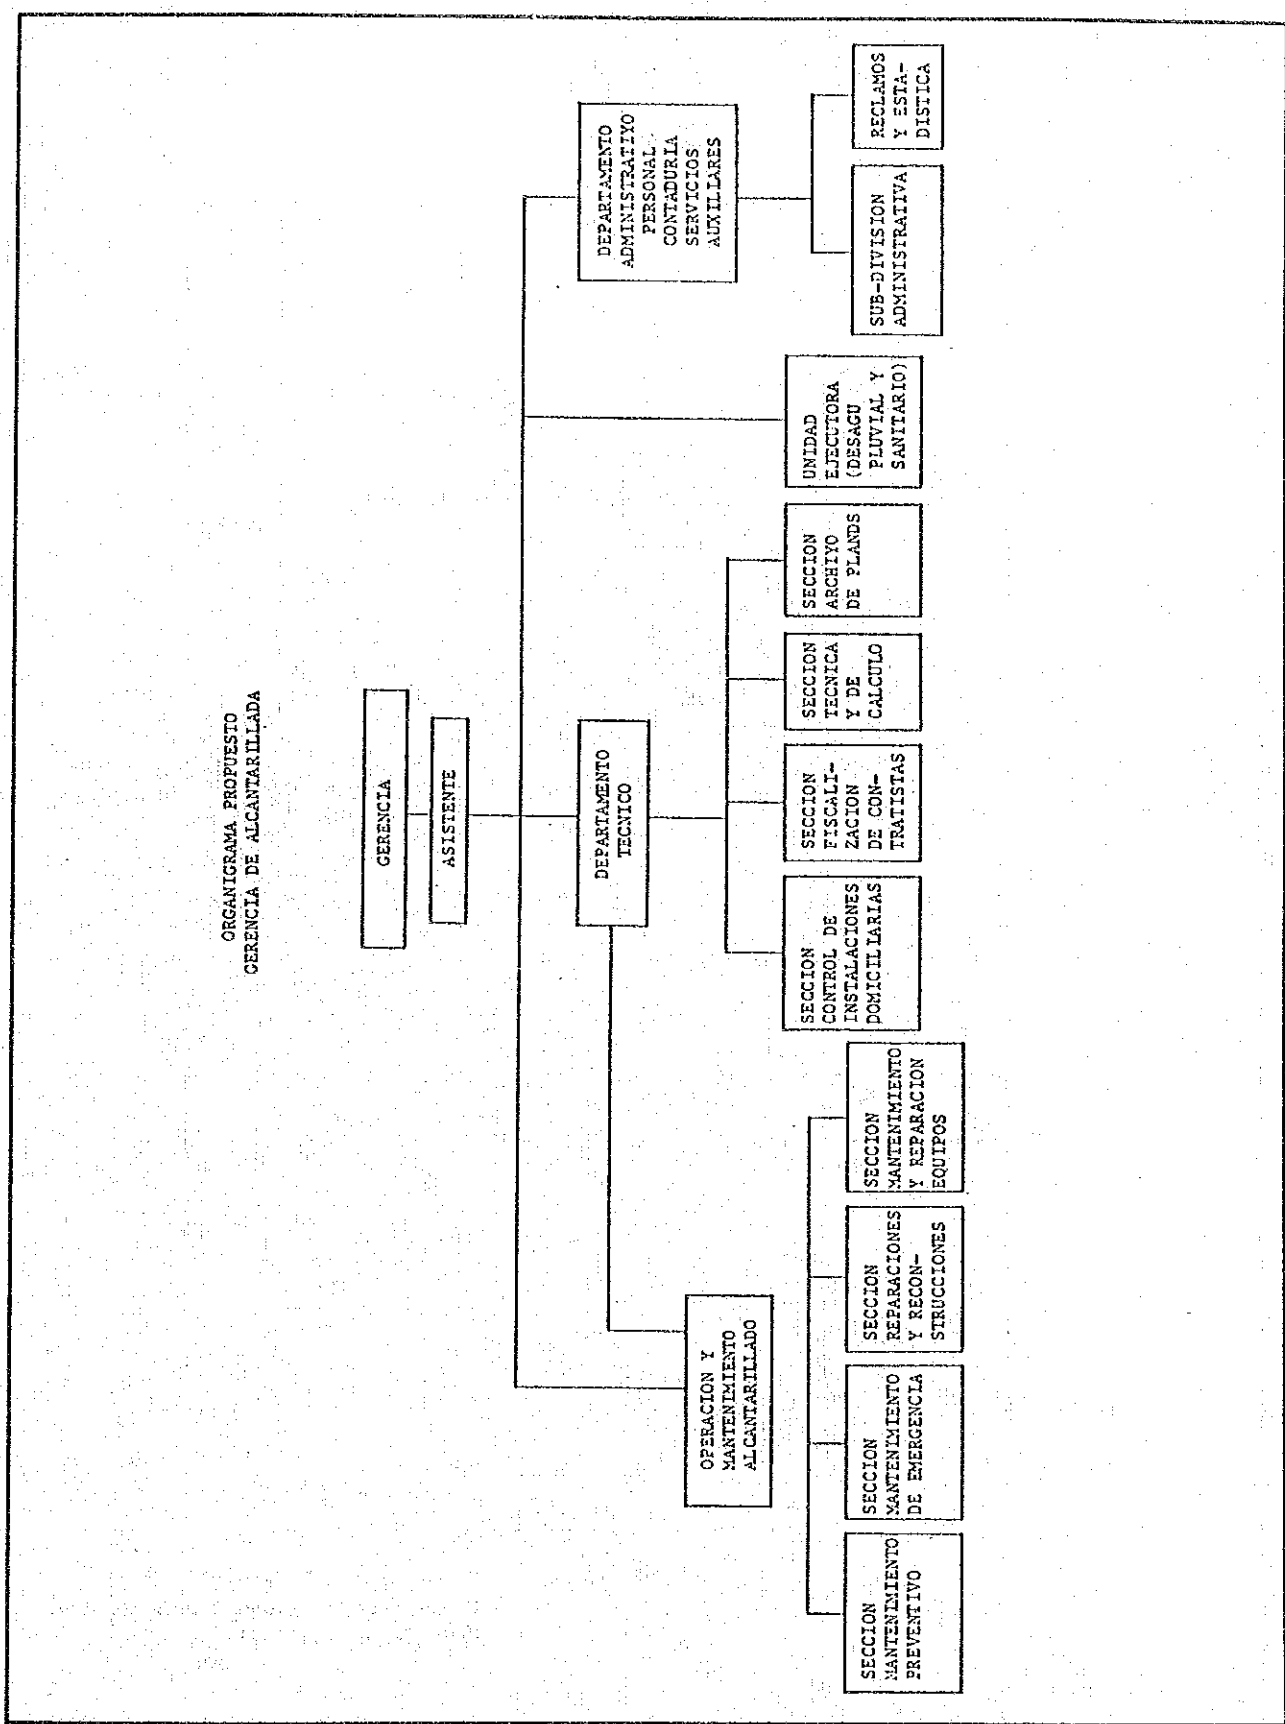 ORGANIGRAMA PROPUESTO
GERENCIA DE ALCANTARILLADA
GERENCIA
ASISTENTE
DEPARTAMENTO
TECNICO
DEPARTAMENTO
ADMINISTRATIYO
PERSONAL
CONTADURIA
SERVICIOS
AUXILIARES
OPERACION Y
MANTENIMIENTO
ALCANTARILLADO
SECCION
MANTENIMIENTO
PREVENTIVO
SECCION
MANTENIMIENTO
DE EMERGENCIA
SECCION
REPARACIONES
Y RECON-
STRUCCIONES
SECCION
MANTENIMIENTO
Y REPARACION
EQUIPOS
SECCION
CONTROL DE
INSTALACIONES
DOMICILIARIAS
SECCION
FISCALI-
ZACION
DE CON-
TRATISTAS
SECCION
TECNICA
Y DE
CALCULO
SECCION
ARCHIYO
DE PLANDS
UNIDAD
EJECUTORA
(DESAGU
PLUVIAL Y
SANITARIO)
SUB-DIVISION
ADMINISTRATIVA
RECLAMOS
Y ESTA-
DISTICA